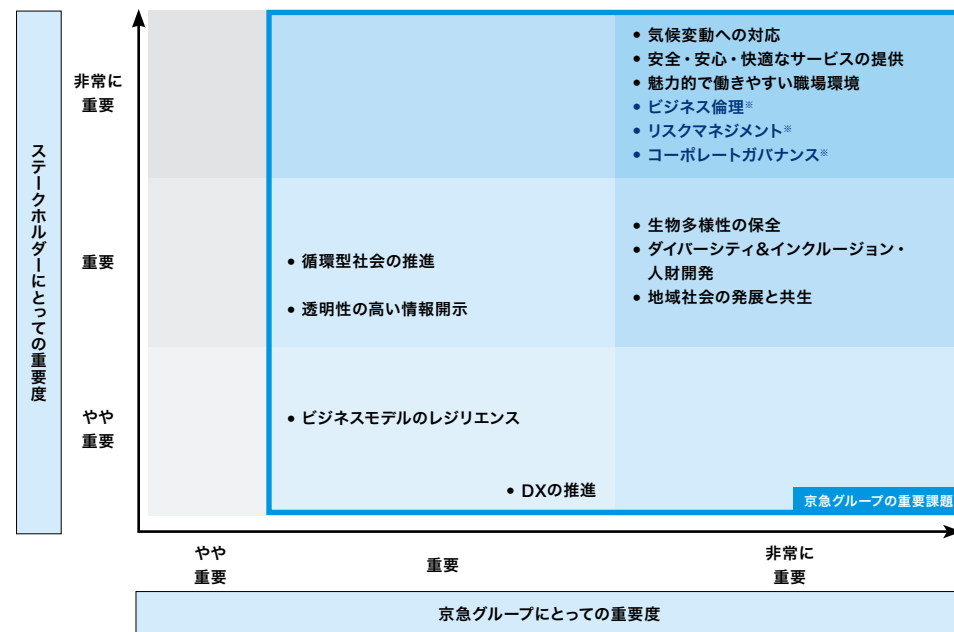 ステークホルダーにとっての重要度
非常に
重要
• 気候変動への対応
• 安全・安心・快適なサービスの提供
• 魅力的で働きやすい職場環境
• ビジネス倫理※
• リスクマネジメント※
• コーポレートガバナンス※
重要
• 循環型社会の推進
• 透明性の高い情報開示
• 生物多様性の保全
• ダイバーシティ&インクルージョン・
人財開発
• 地域社会の発展と共生
やや
重要
• ビジネスモデルのレジリエンス
• DXの推進
京急グループの重要課題
やや
重要
重要
非常に
重要
京急グループにとっての重要度